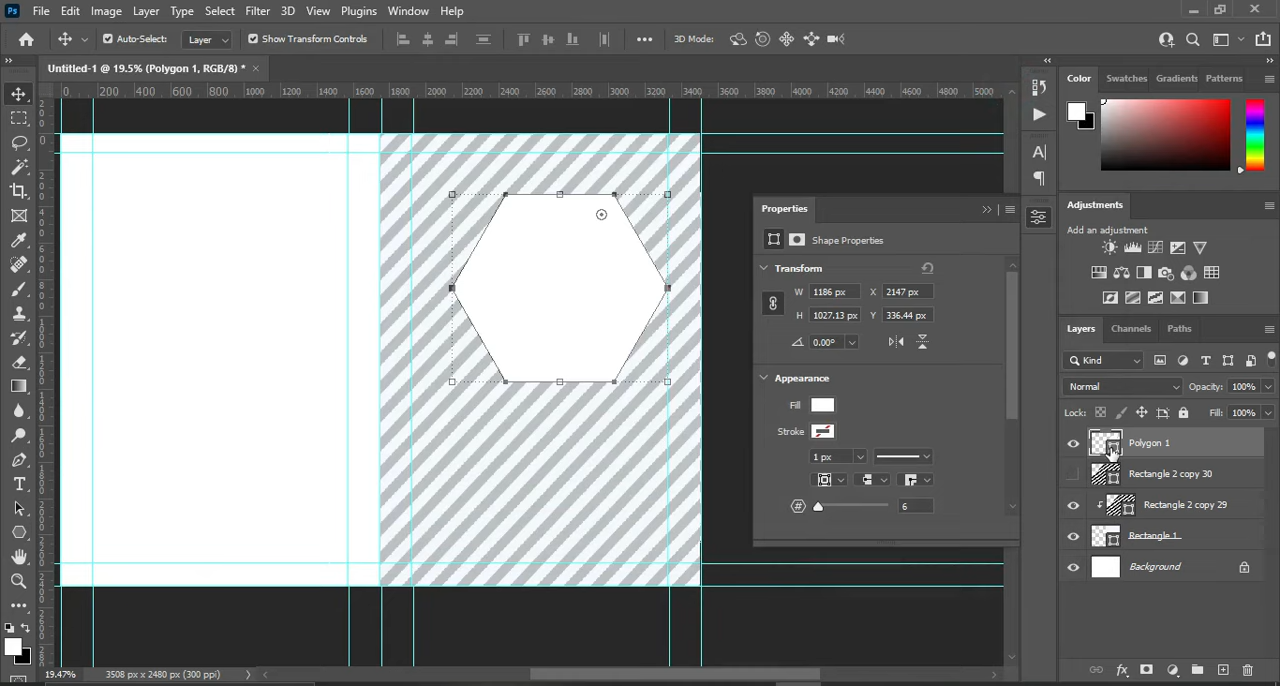 Ps File Edit Image Layer Type Select Filter 3D View Plugins Window Help
Auto-Select: Layer Show Transform Controls 3D Mode:
Untitled-1 @ 19.5% (Polygon 1, RGB/8) *
0 200 400 600 800 1000 1200 1400 1600 1800 2000 2200 2400 2600 2800 3000 3200 3400 3600 3800 4000 4200 4400 4600 4800 5000
Color Swatches Gradients Patterns
Properties
Shape Properties
Transform
W 1186 px X 2147 px
H 1027.13 px Y 336.44 px
0.00°
Appearance
Fill
Stroke
1 px
6
Adjustments
Add an adjustment
Layers Channels Paths
Kind
Normal Opacity: 100%
Lock: Fill: 100%
Polygon 1
Rectangle 2 copy 30
Rectangle 2 copy 29
Rectangle 1
Background
19.47% 3508 px x 2480 px (300 ppi)